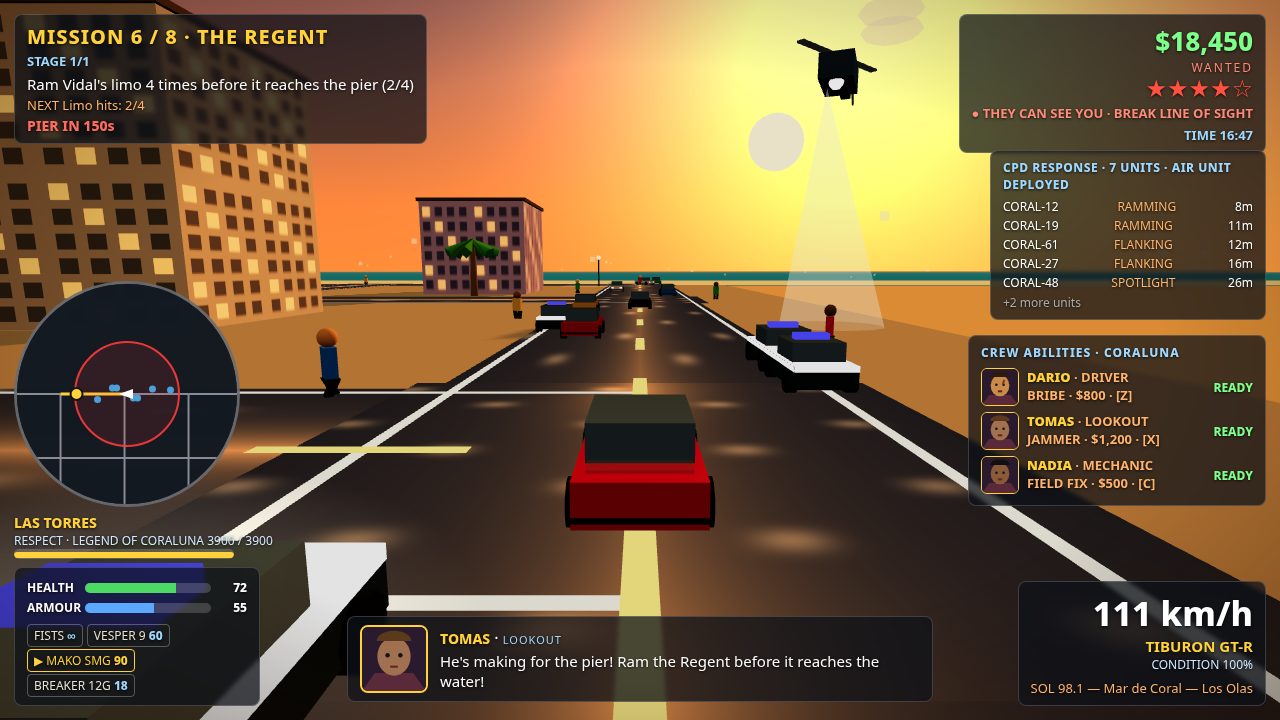 MISSION 6 / 8 · THE REGENT
STAGE 1/1
Ram Vidal's limo 4 times before it reaches the pier (2/4)
NEXT Limo hits: 2/4
PIER IN 150s
$18,450
WANTED
★★★★☆
● THEY CAN SEE YOU · BREAK LINE OF SIGHT
TIME 16:47
CPD RESPONSE · 7 UNITS · AIR UNIT
DEPLOYED
CORAL-12 RAMMING 8m
CORAL-19 RAMMING 11m
CORAL-61 FLANKING 12m
CORAL-27 FLANKING 16m
CORAL-48 SPOTLIGHT 26m
+2 more units
CREW ABILITIES · CORALUNA
DARIO · DRIVER
BRIBE · $800 · [Z] READY
TOMAS · LOOKOUT
JAMMER · $1,200 · [X] READY
NADIA · MECHANIC
FIELD FIX · $500 · [C] READY
LAS TORRES
RESPECT · LEGEND OF CORALUNA 3900 / 3900
HEALTH 72
ARMOUR 55
FISTS ∞ VESPER 9 60
▶ MAKO SMG 90
BREAKER 12G 18
TOMAS · LOOKOUT
He's making for the pier! Ram the Regent before it reaches the
water!
111 km/h
TIBURON GT-R
CONDITION 100%
SOL 98.1 — Mar de Coral — Los Olas